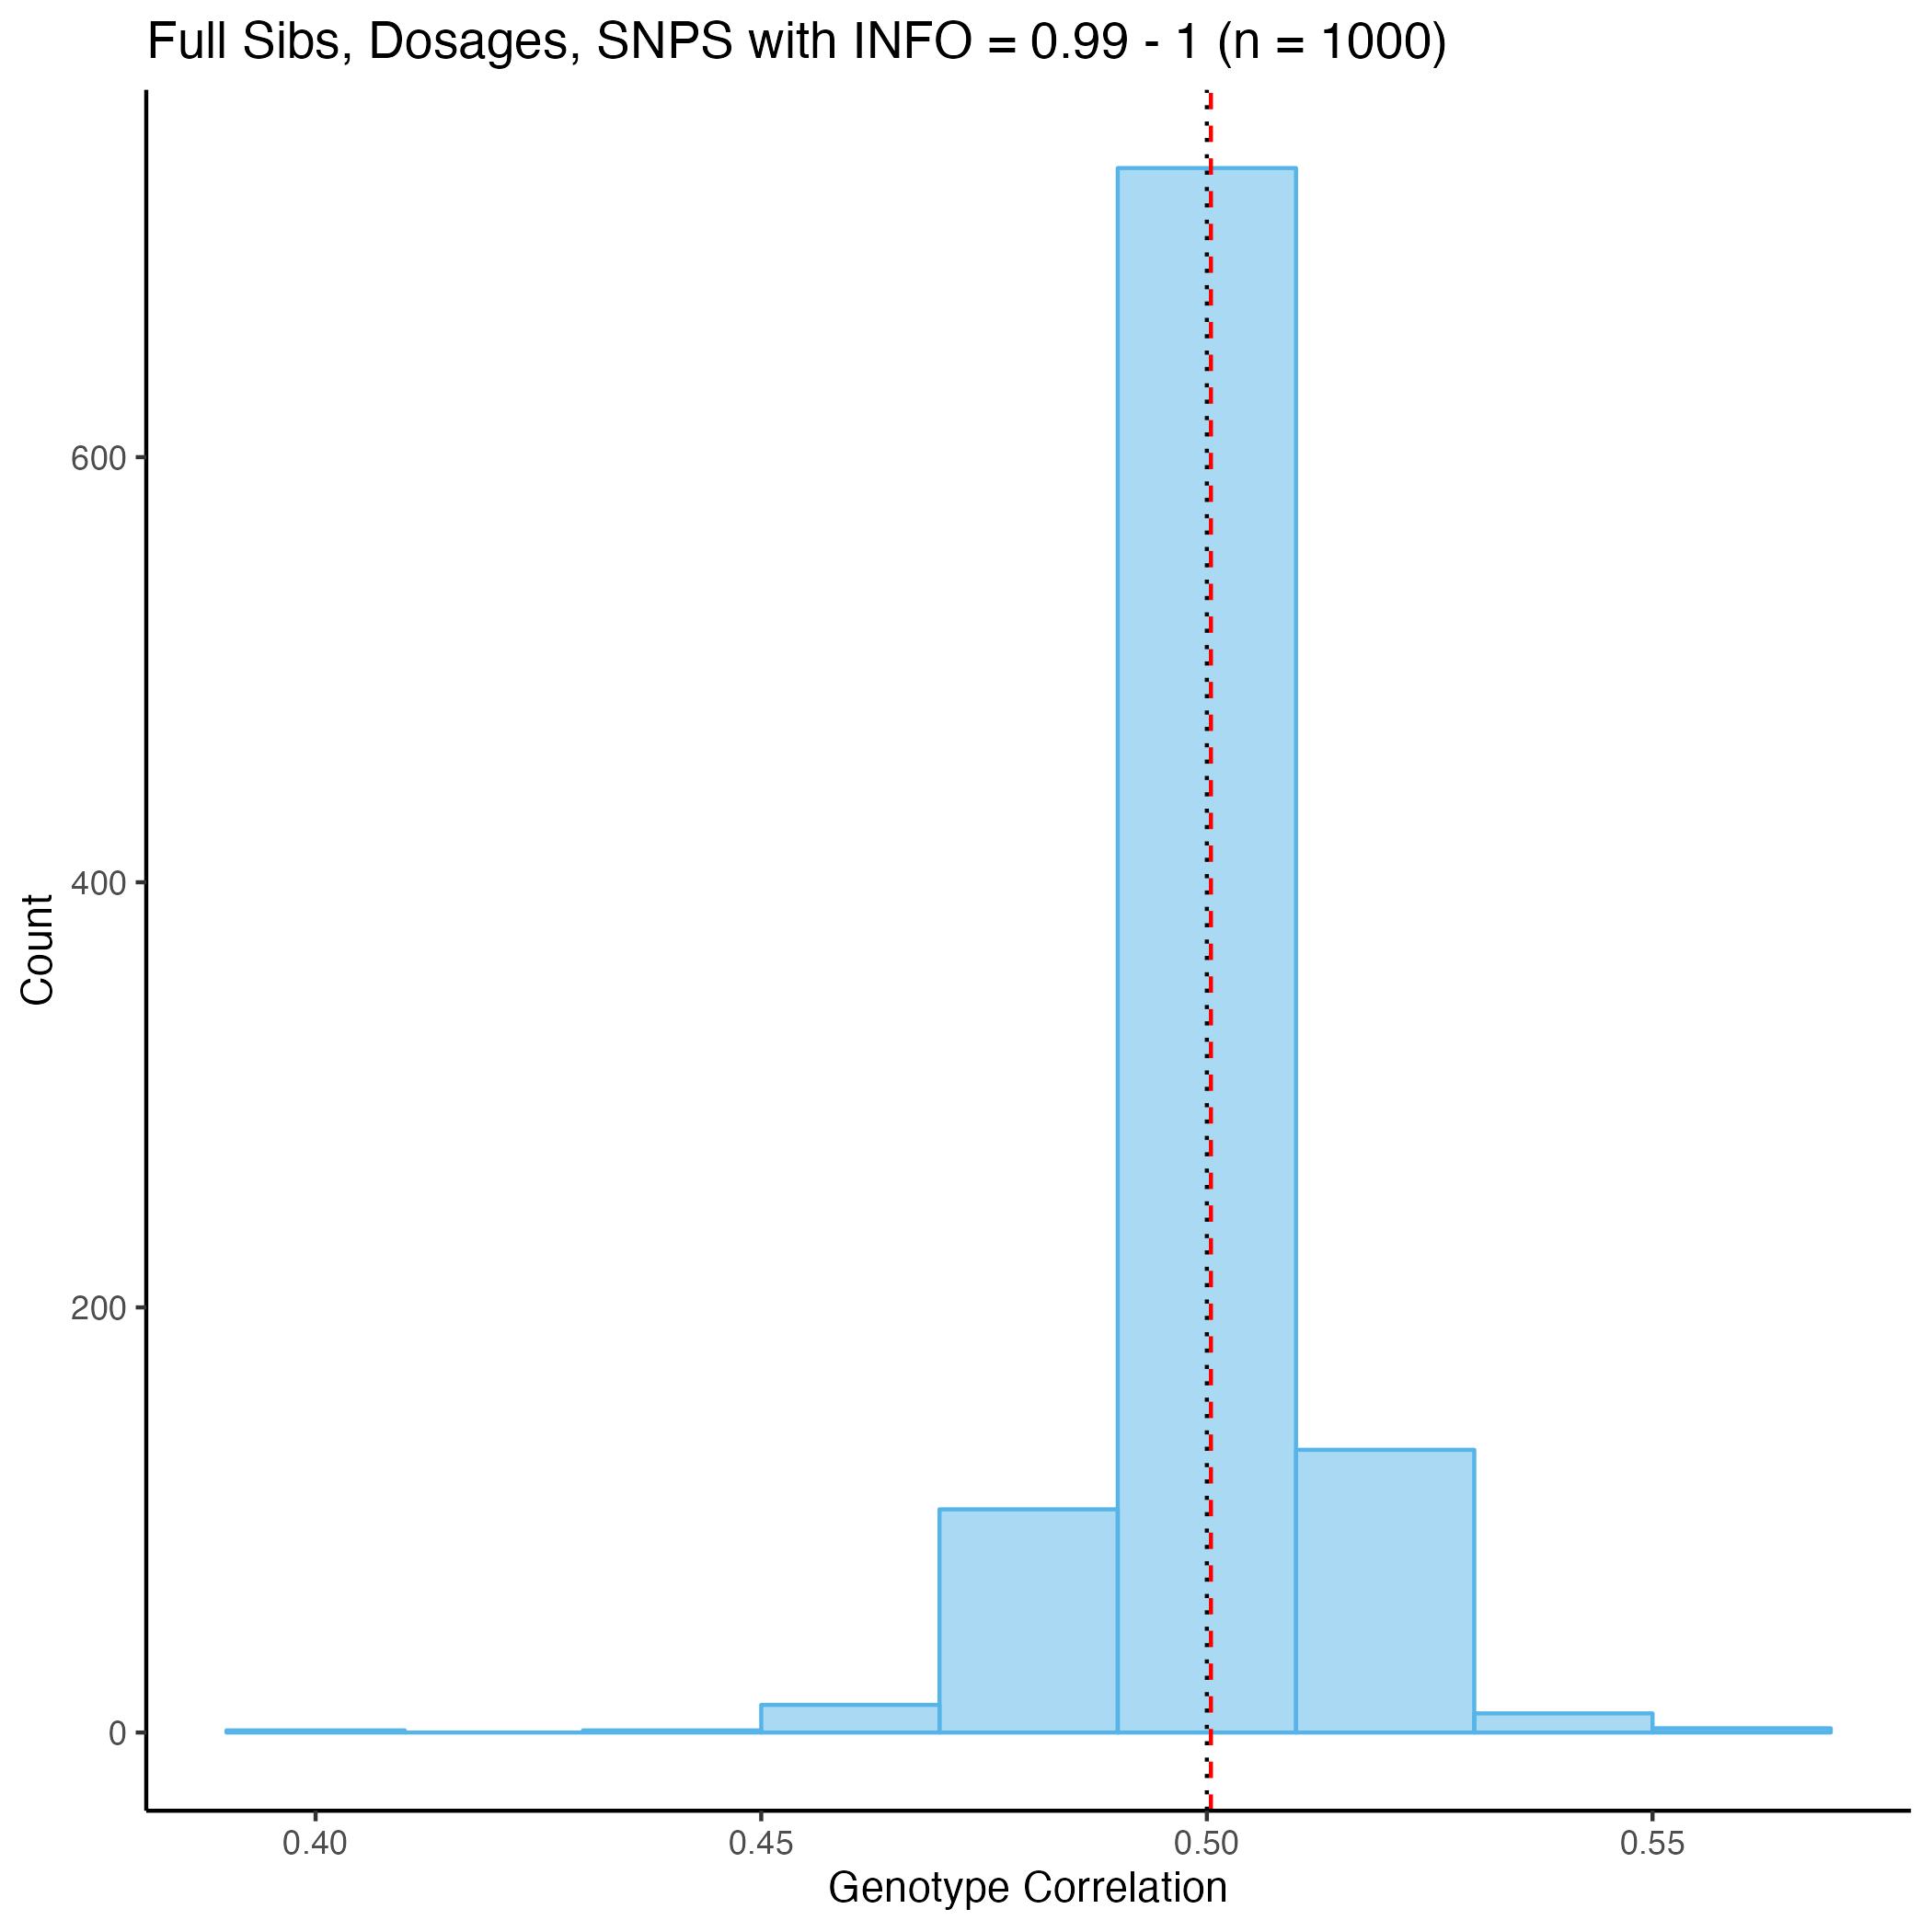 Full Sibs, Dosages, SNPS with INFO = 0.99 - 1 (n = 1000)
600
400
200
0
Count
0.40 0.45 0.50 0.55
Genotype Correlation